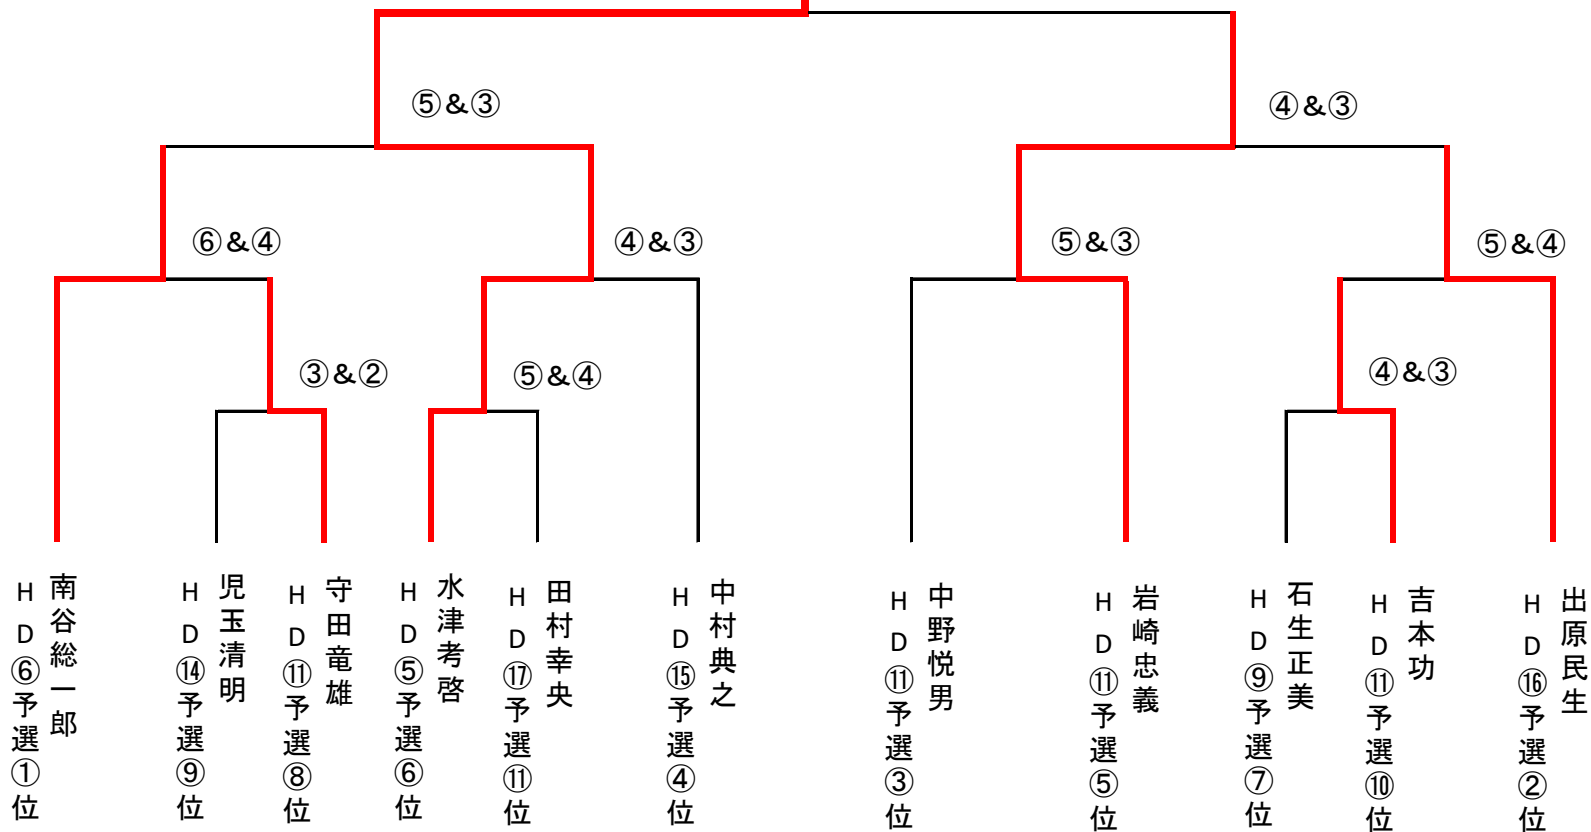 ⑤&③
④&③
⑥&④
④&③
⑤&③
⑤&④
③&②
⑤&④
④&③
南谷総一郎
HD⑥予選①位
児玉清明
HD⑭予選⑨位
守田竜雄
HD⑪予選⑧位
水津考啓
HD⑤予選⑥位
田村幸央
HD⑰予選⑪位
中村典之
HD⑮予選④位
中野悦男
HD⑪予選③位
岩崎忠義
HD⑪予選⑤位
石生正美
HD⑨予選⑦位
吉本功
HD⑪予選⑩位
出原民生
HD⑯予選②位